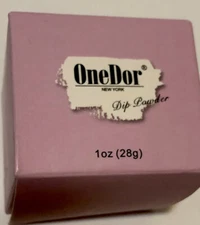 OneDor®
NEW YORK
Dip Powder
1oz (28g)